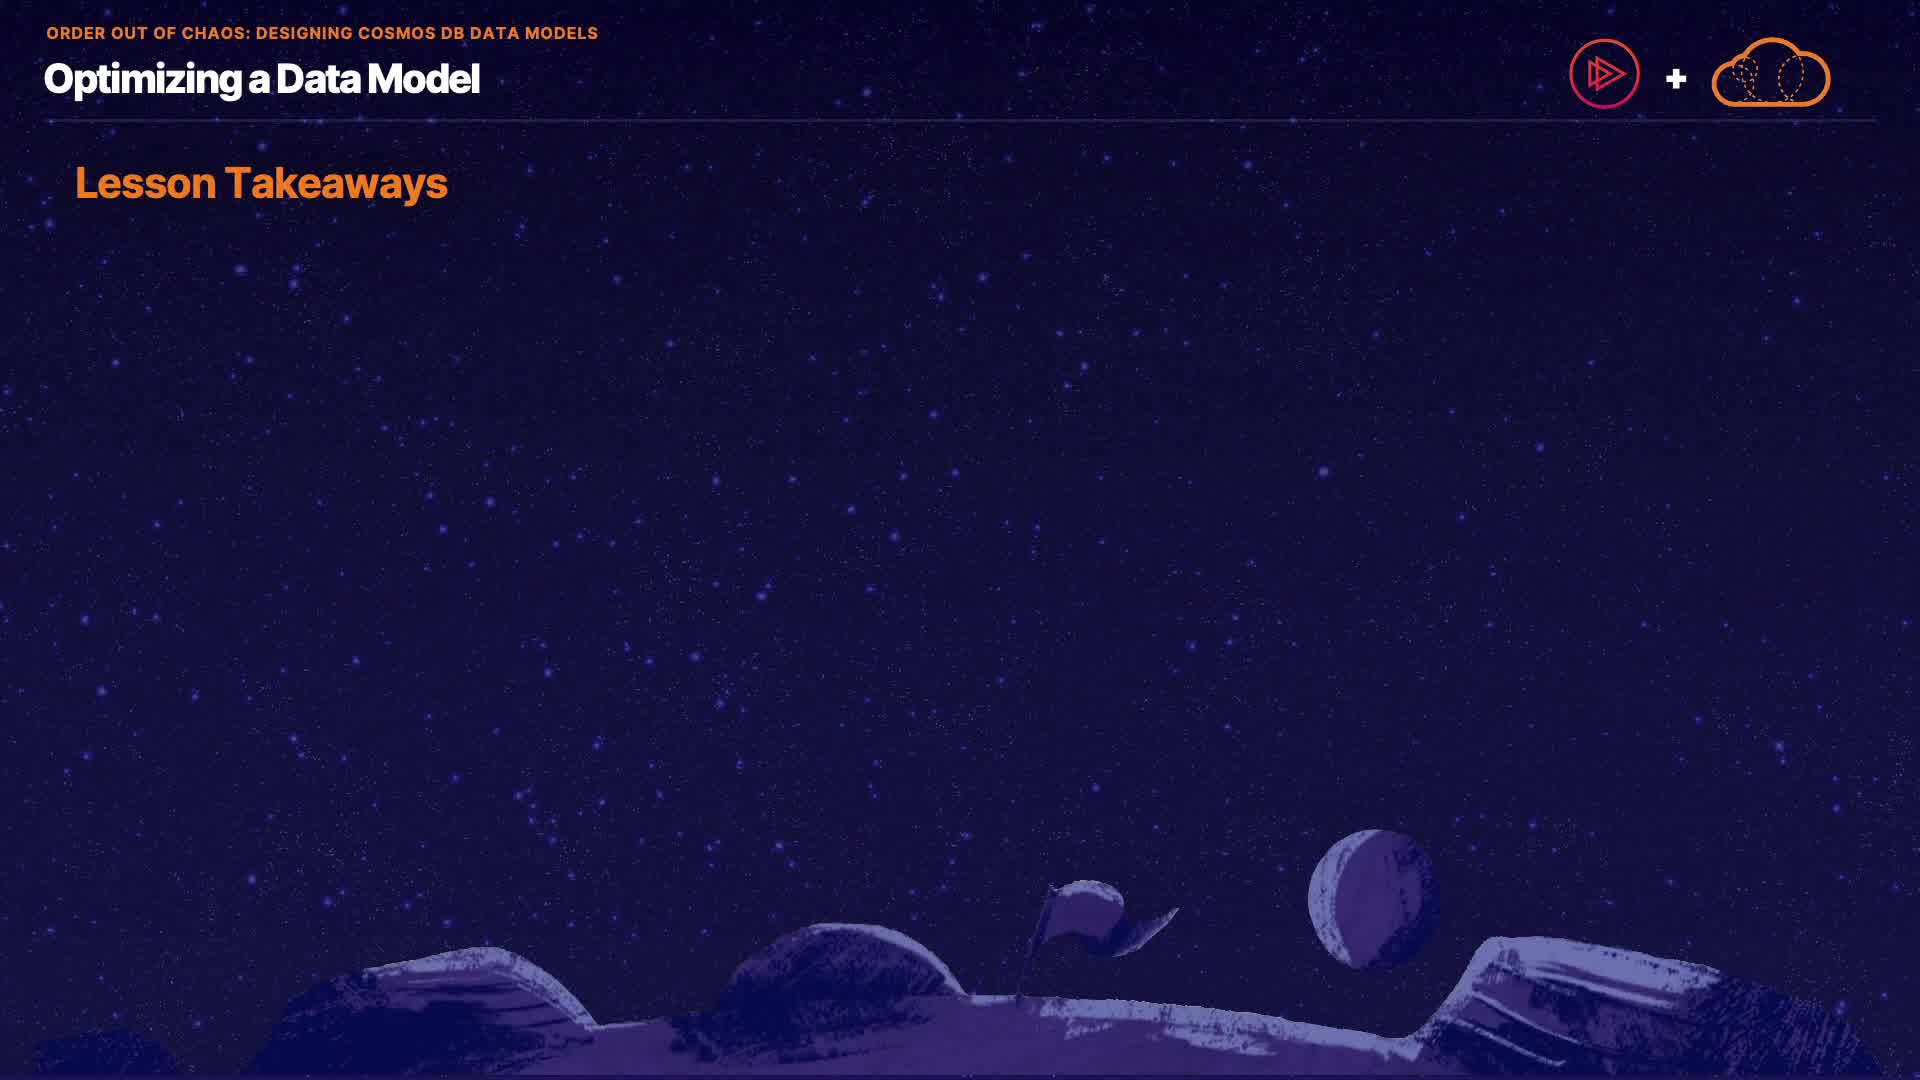 ORDER OUT OF CHAOS: DESIGNING COSMOS DB DATA MODELS
Optimizing a Data Model
+
Lesson Takeaways